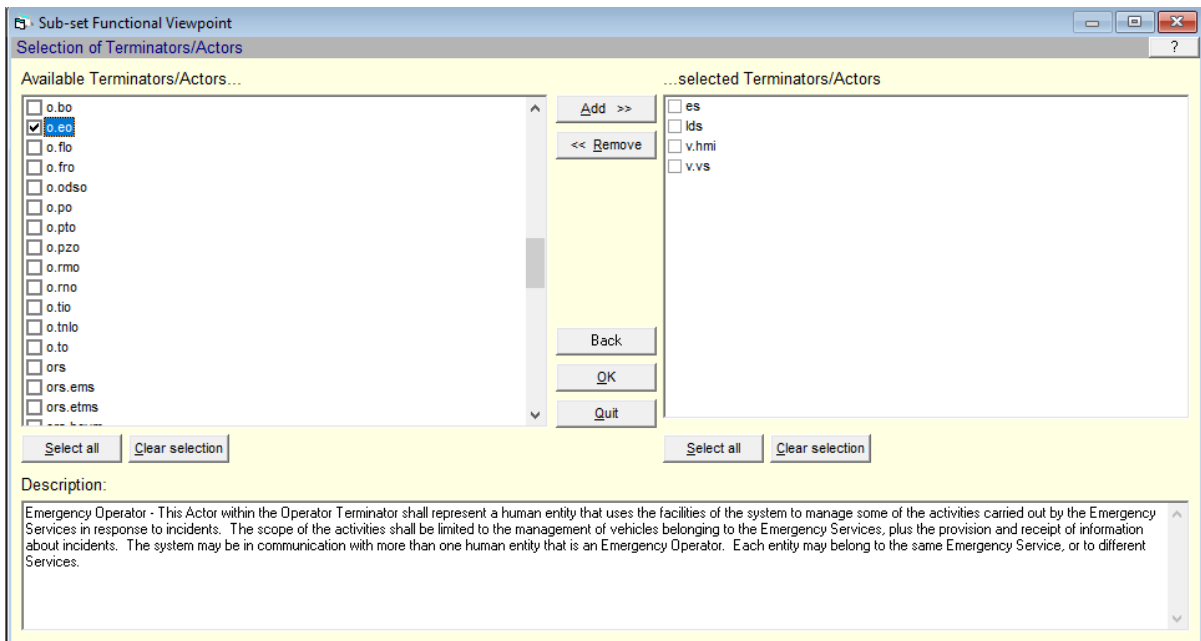 Sub-set Functional Viewpoint
Selection of Terminators/Actors
?
Available Terminators/Actors...
...selected Terminators/Actors
o.bo
o.eo
o.flo
o.fro
o.odso
o.po
o.pto
o.pzo
o.rmo
o.rno
o.tio
o.tnlo
o.to
ors
ors.ems
ors.etms
Add >>
<< Remove
Back
OK
Quit
es
lds
v.hmi
v.vs
Select all
Clear selection
Select all
Clear selection
Description:
Emergency Operator - This Actor within the Operator Terminator shall represent a human entity that uses the facilities of the system to manage some of the activities carried out by the Emergency
Services in response to incidents.  The scope of the activities shall be limited to the management of vehicles belonging to the Emergency Services, plus the provision and receipt of information
about incidents.  The system may be in communication with more than one human entity that is an Emergency Operator.  Each entity may belong to the same Emergency Service, or to different
Services.